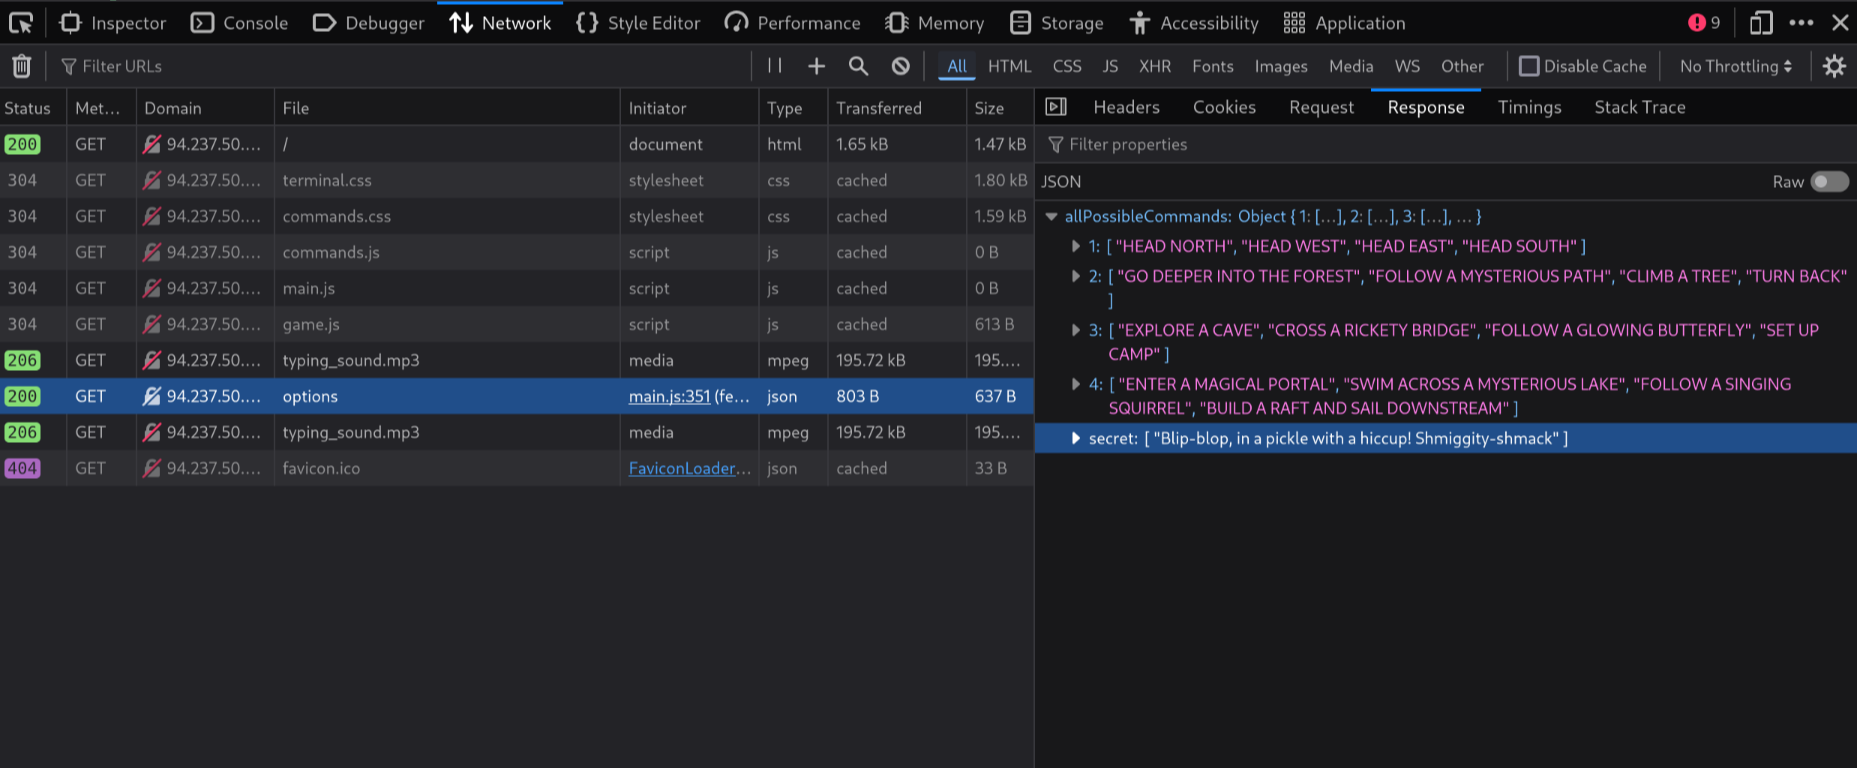 Inspector Console Debugger Network Style Editor Performance Memory Storage Accessibility Application 9
Filter URLs All HTML CSS JS XHR Fonts Images Media WS Other Disable Cache No Throttling
Status Met... Domain File Initiator Type Transferred Size
200 GET 94.237.50.... / document html 1.65 kB 1.47 kB
304 GET 94.237.50.... terminal.css stylesheet css cached 1.80 kB
304 GET 94.237.50.... commands.css stylesheet css cached 1.59 kB
304 GET 94.237.50.... commands.js script js cached 0 B
304 GET 94.237.50.... main.js script js cached 0 B
304 GET 94.237.50.... game.js script js cached 613 B
206 GET 94.237.50.... typing_sound.mp3 media mpeg 195.72 kB 195....
200 GET 94.237.50.... options main.js:351 (fe... json 803 B 637 B
206 GET 94.237.50.... typing_sound.mp3 media mpeg 195.72 kB 195....
404 GET 94.237.50.... favicon.ico FaviconLoader... json cached 33 B
Headers Cookies Request Response Timings Stack Trace
Filter properties
JSON Raw
allPossibleCommands: Object { 1: […], 2: […], 3: […], … }
1: [ "HEAD NORTH", "HEAD WEST", "HEAD EAST", "HEAD SOUTH" ]
2: [ "GO DEEPER INTO THE FOREST", "FOLLOW A MYSTERIOUS PATH", "CLIMB A TREE", "TURN BACK"
]
3: [ "EXPLORE A CAVE", "CROSS A RICKETY BRIDGE", "FOLLOW A GLOWING BUTTERFLY", "SET UP
CAMP" ]
4: [ "ENTER A MAGICAL PORTAL", "SWIM ACROSS A MYSTERIOUS LAKE", "FOLLOW A SINGING
SQUIRREL", "BUILD A RAFT AND SAIL DOWNSTREAM" ]
secret: [ "Blip-blop, in a pickle with a hiccup! Shmiggity-shmack" ]